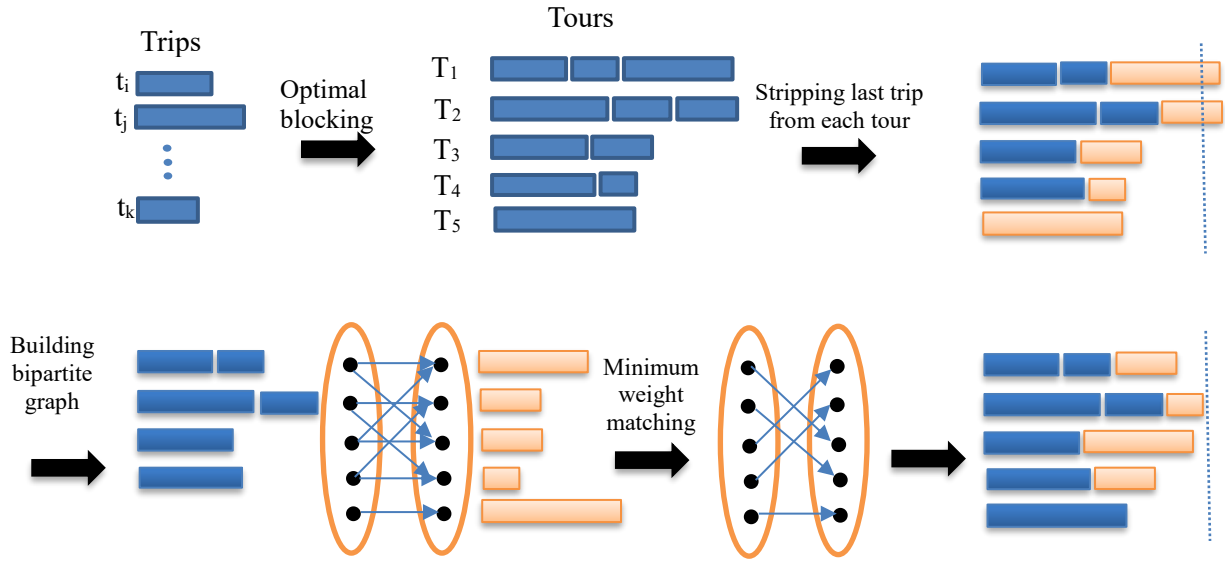 Trips
Tours
tᵢ
tⱼ
tₖ
Optimal
blocking
T₁
T₂
T₃
T₄
T₅
Stripping last trip
from each tour
Building
bipartite
graph
Minimum
weight
matching